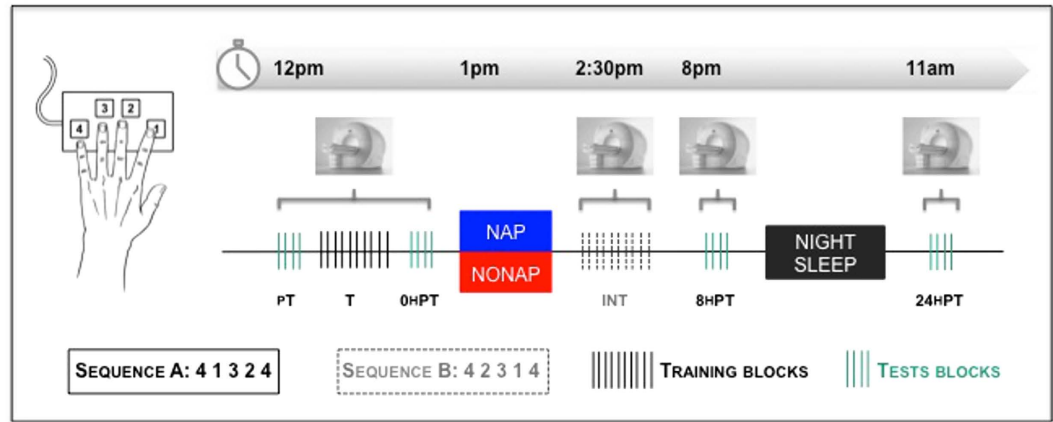 12pm 1pm 2:30pm 8pm 11am
3 2
4 1
NAP
NONAP
NIGHT
SLEEP
PT T 0HPT INT 8HPT 24HPT
SEQUENCE A: 4 1 3 2 4
SEQUENCE B: 4 2 3 1 4
TRAINING BLOCKS
TESTS BLOCKS